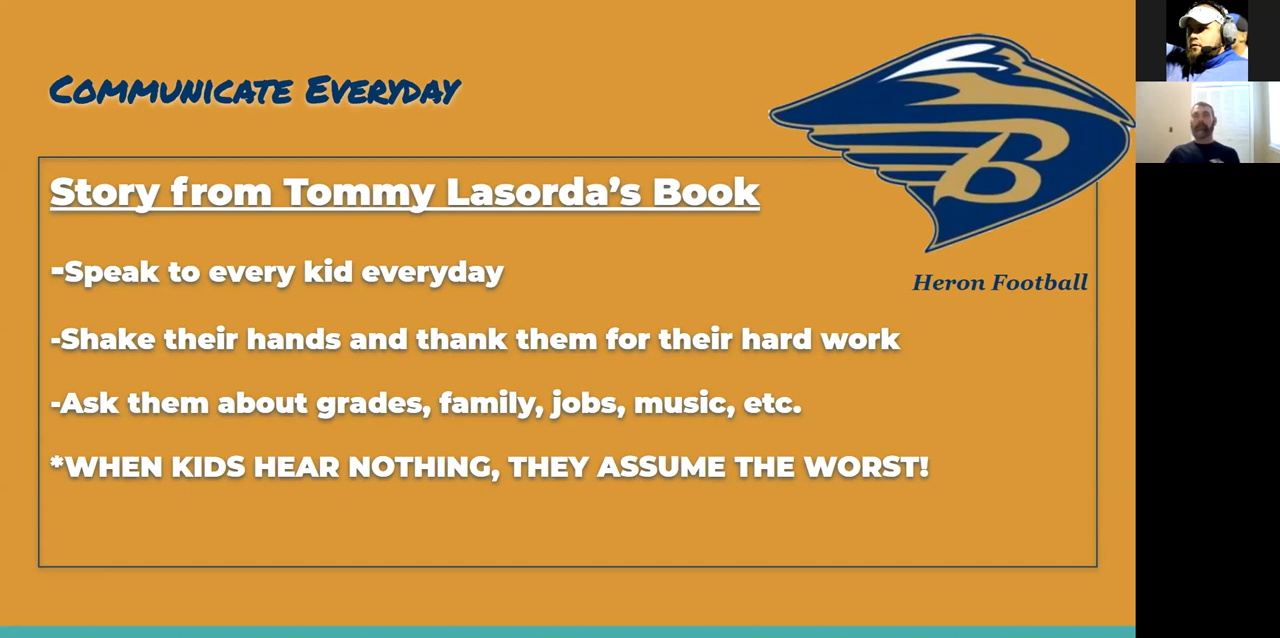 Communicate Everyday
Story from Tommy Lasorda’s Book
-Speak to every kid everyday
-Shake their hands and thank them for their hard work
-Ask them about grades, family, jobs, music, etc.
*WHEN KIDS HEAR NOTHING, THEY ASSUME THE WORST!
B
Heron Football